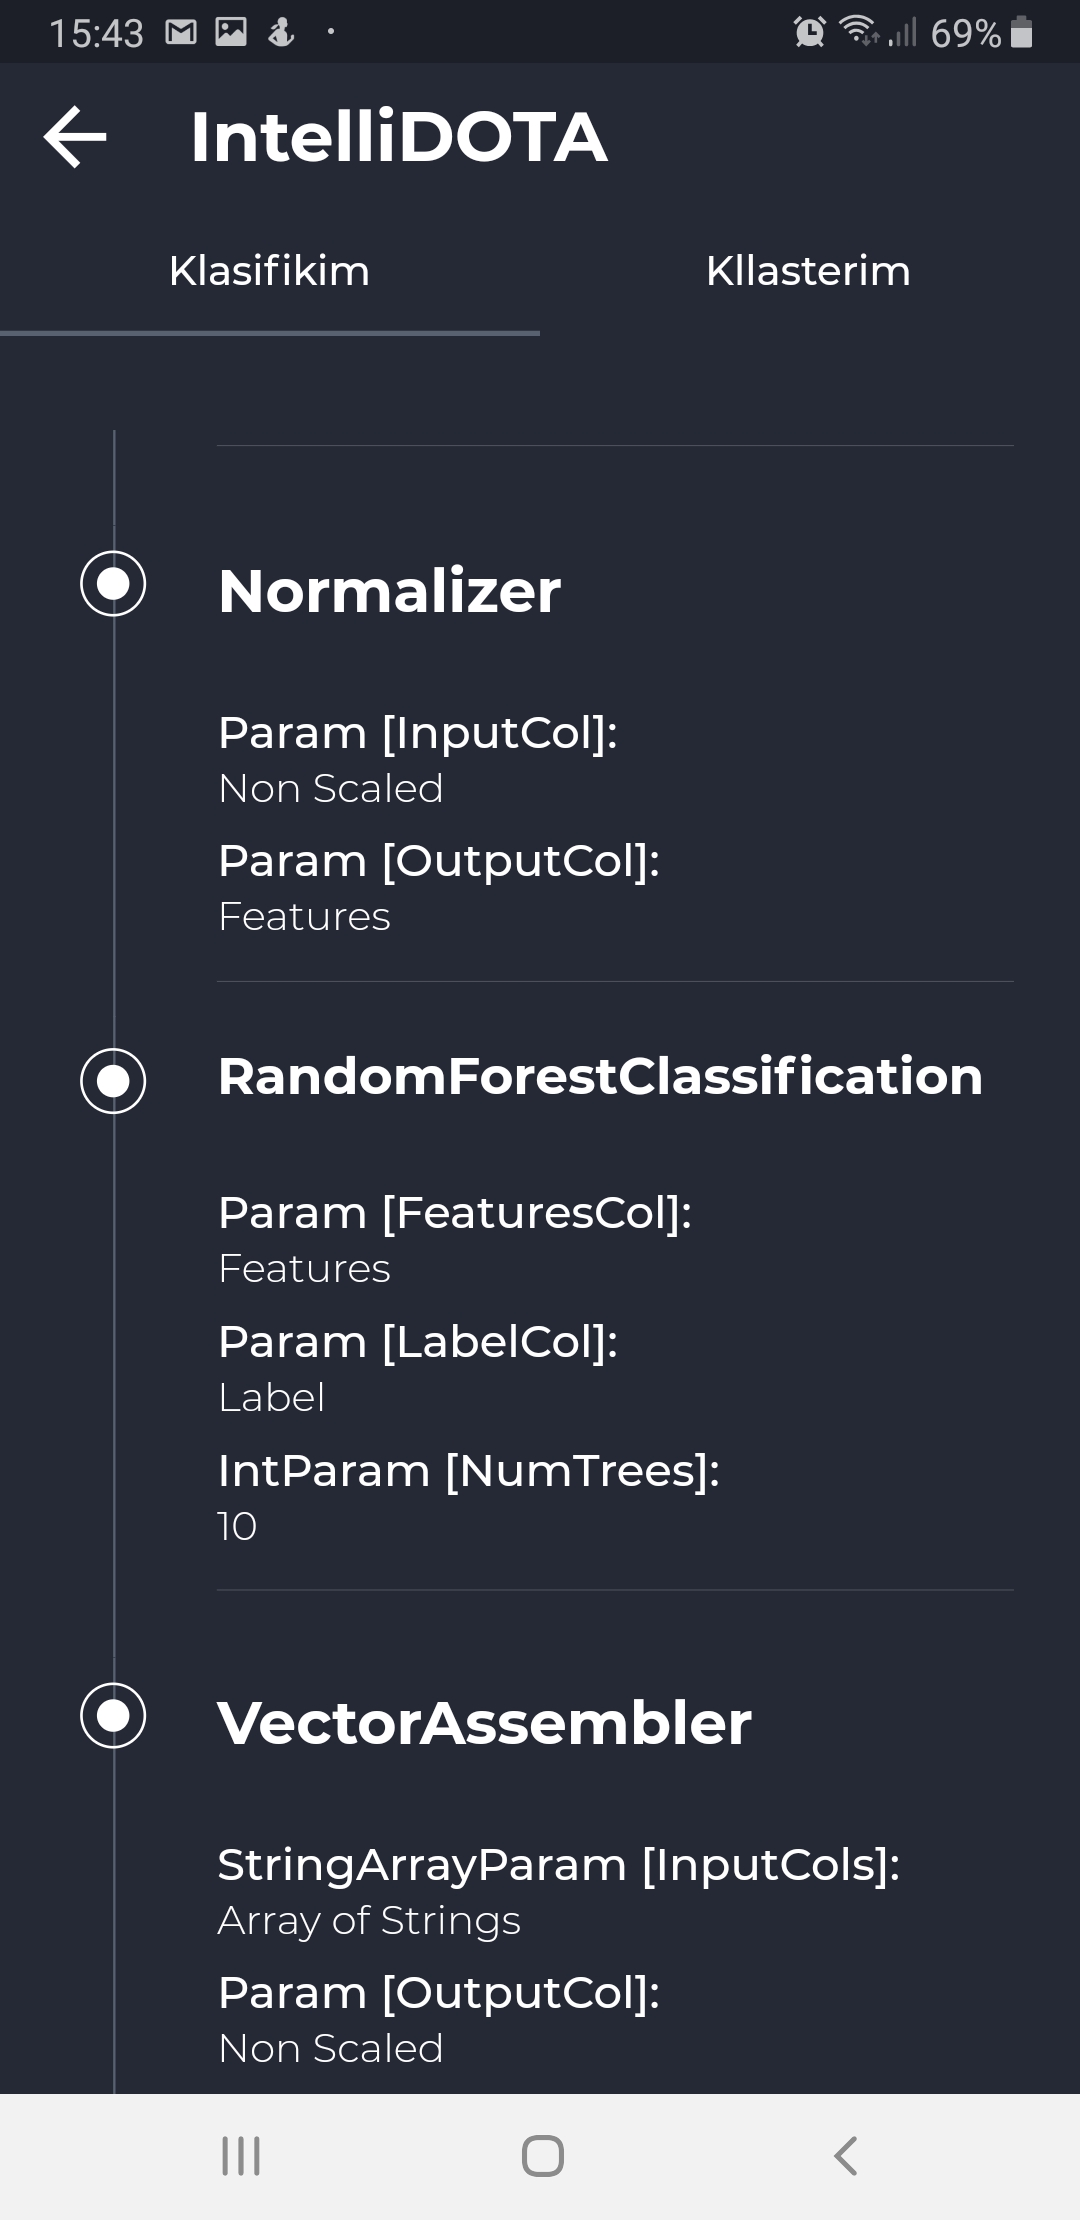 15:43 69%
IntelliDOTA
Klasifikim Kllasterim
Normalizer
Param [InputCol]:
Non Scaled
Param [OutputCol]:
Features
RandomForestClassification
Param [FeaturesCol]:
Features
Param [LabelCol]:
Label
IntParam [NumTrees]:
10
VectorAssembler
StringArrayParam [InputCols]:
Array of Strings
Param [OutputCol]:
Non Scaled